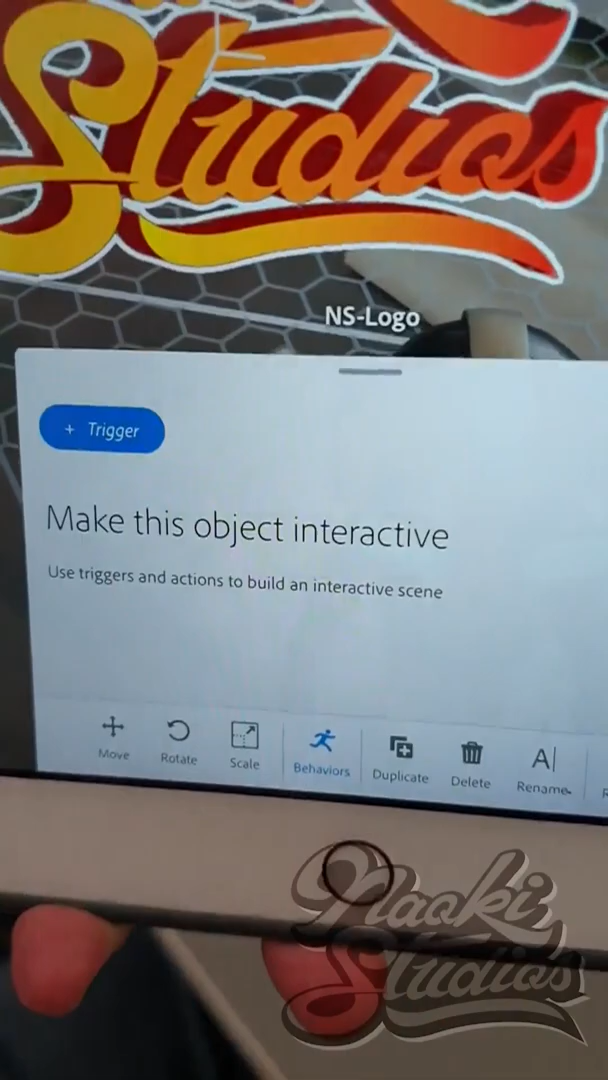 Studios
NS-Logo
+ Trigger
Make this object interactive
Use triggers and actions to build an interactive scene
Move
Rotate
Scale
Behaviors
Duplicate
Delete
Rename
Naoki
Studios